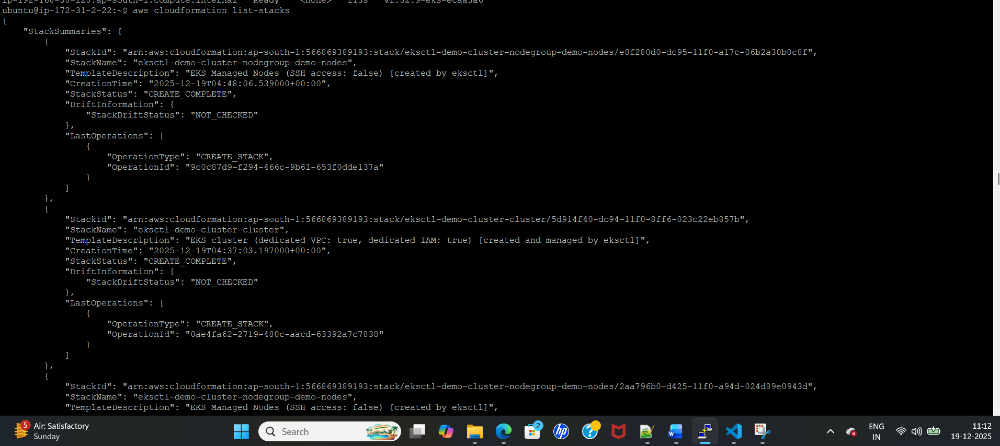 ip-192-168-38-128.ap-south-1.compute.internal   Ready    <none>   113s   v1.32.9-eks-ecaa3a6
ubuntu@ip-172-31-2-22:~$ aws cloudformation list-stacks
{
    "StackSummaries": [
        {
            "StackId": "arn:aws:cloudformation:ap-south-1:566869389193:stack/eksctl-demo-cluster-nodegroup-demo-nodes/e8f280d0-dc95-11f0-a17c-06b2a30b0c8f",
            "StackName": "eksctl-demo-cluster-nodegroup-demo-nodes",
            "TemplateDescription": "EKS Managed Nodes (SSH access: false) [created by eksctl]",
            "CreationTime": "2025-12-19T04:48:06.539000+00:00",
            "StackStatus": "CREATE_COMPLETE",
            "DriftInformation": {
                "StackDriftStatus": "NOT_CHECKED"
            },
            "LastOperations": [
                {
                    "OperationType": "CREATE_STACK",
                    "OperationId": "9c0c87d9-f294-466c-9b61-653f0dde137a"
                }
            ]
        },
        {
            "StackId": "arn:aws:cloudformation:ap-south-1:566869389193:stack/eksctl-demo-cluster-cluster/5d914f40-dc94-11f0-8ff6-023c22eb857b",
            "StackName": "eksctl-demo-cluster-cluster",
            "TemplateDescription": "EKS cluster (dedicated VPC: true, dedicated IAM: true) [created and managed by eksctl]",
            "CreationTime": "2025-12-19T04:37:03.197000+00:00",
            "StackStatus": "CREATE_COMPLETE",
            "DriftInformation": {
                "StackDriftStatus": "NOT_CHECKED"
            },
            "LastOperations": [
                {
                    "OperationType": "CREATE_STACK",
                    "OperationId": "0ae4fa62-2719-480c-aacd-63392a7c7838"
                }
            ]
        },
        {
            "StackId": "arn:aws:cloudformation:ap-south-1:566869389193:stack/eksctl-demo-cluster-nodegroup-demo-nodes/2aa796b0-d425-11f0-a94d-024d89e0943d",
            "StackName": "eksctl-demo-cluster-nodegroup-demo-nodes",
            "TemplateDescription": "EKS Managed Nodes (SSH access: false) [created by eksctl]",
5
Air: Satisfactory
Sunday
Search
2
hp
?
W
ENG
IN
11:12
19-12-2025